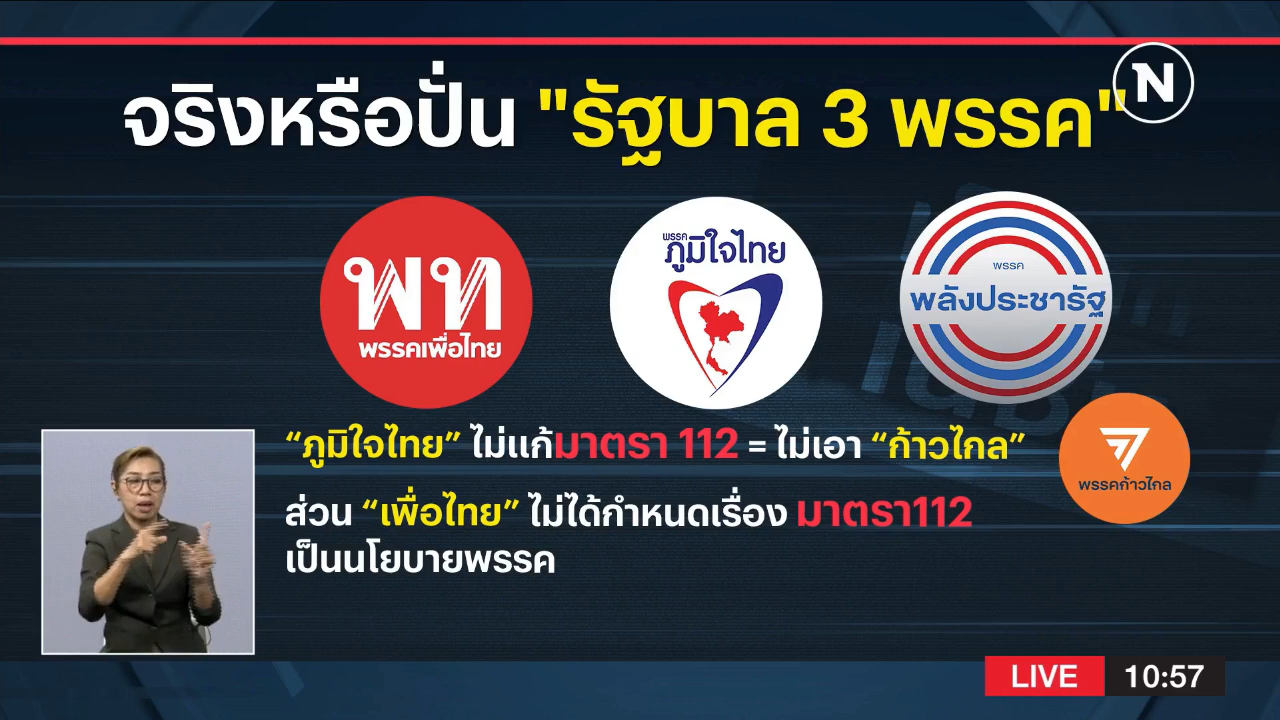 N
จริงหรือปั่น "รัฐบาล 3 พรรค"
พท
พรรคเพื่อไทย
พรรค
ภูมิใจไทย
พรรค
พลังประชารัฐ
“ภูมิใจไทย” ไม่แก้มาตรา 112 = ไม่เอา “ก้าวไกล”
พรรคก้าวไกล
ส่วน “เพื่อไทย” ไม่ได้กำหนดเรื่อง มาตรา112
เป็นนโยบายพรรค
LIVE 10:57